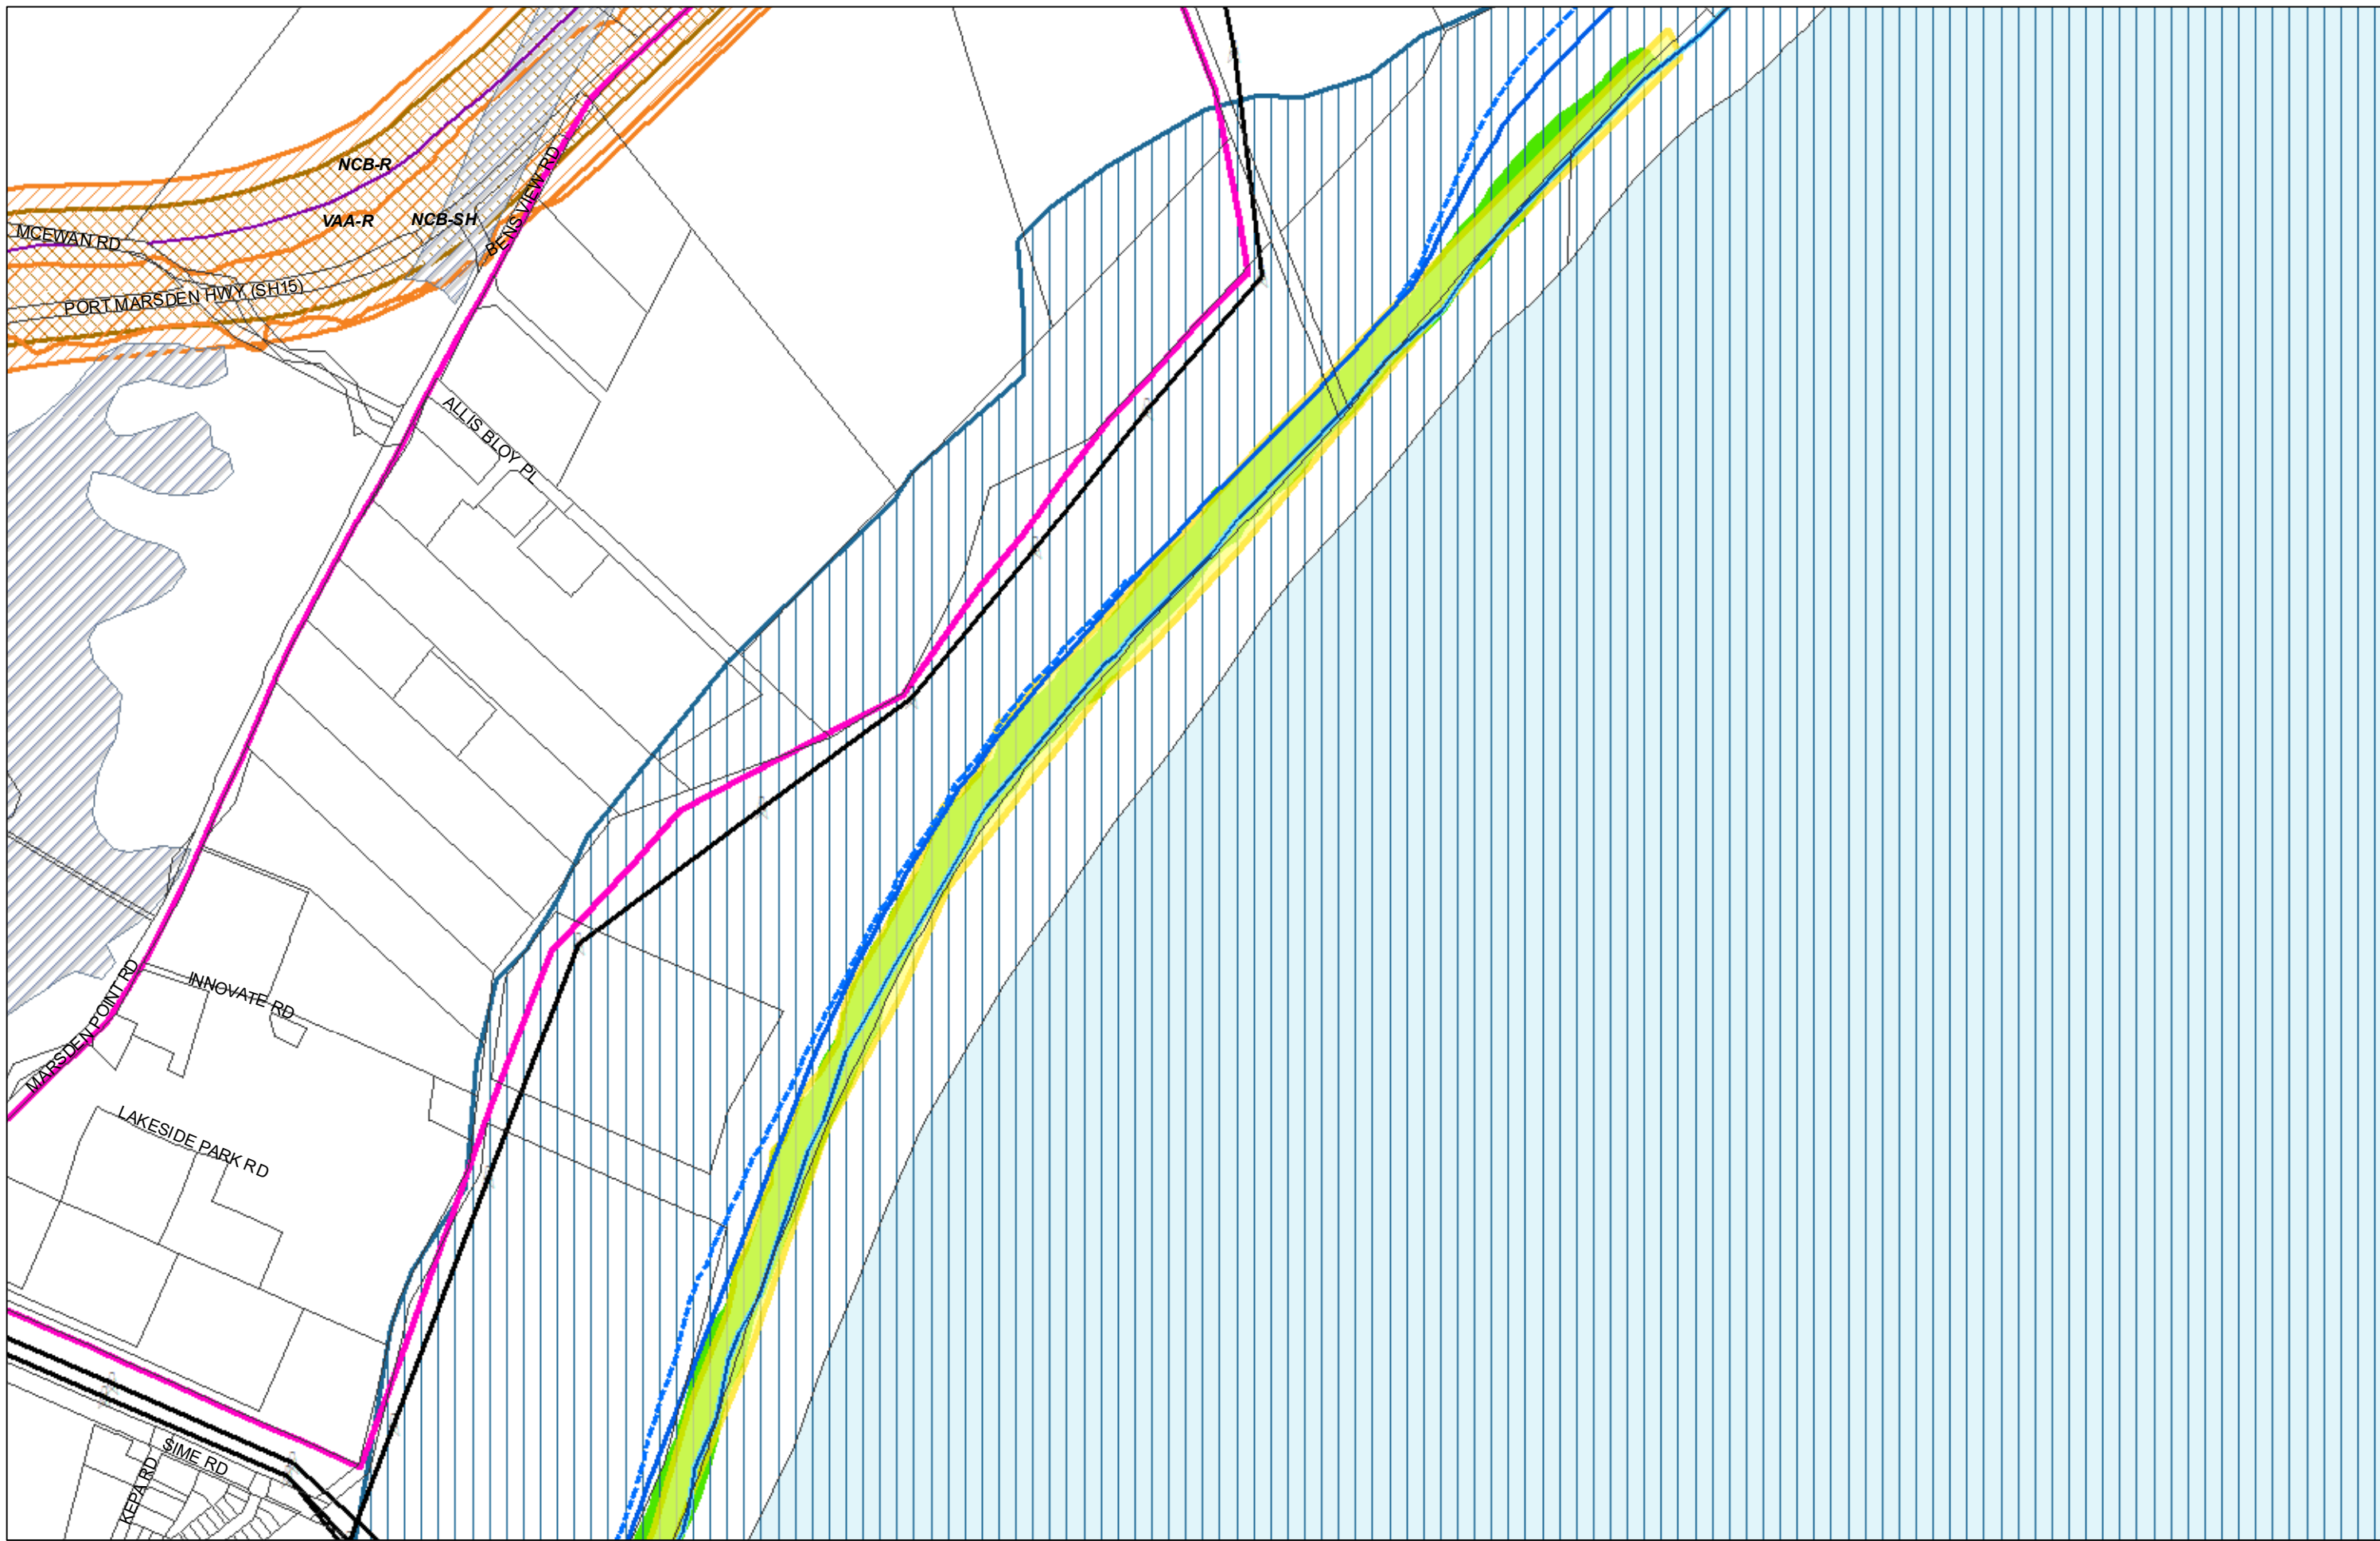 NCB-R
BENS VIEW RD
VAA-R
NCB-SH
MCEWAN RD
PORT MARSDEN HWY (SH15)
ALLIS BLOY PL
MARSDEN POINT RD
INNOVATE RD
LAKESIDE PARK RD
SIME RD
KEPA RD